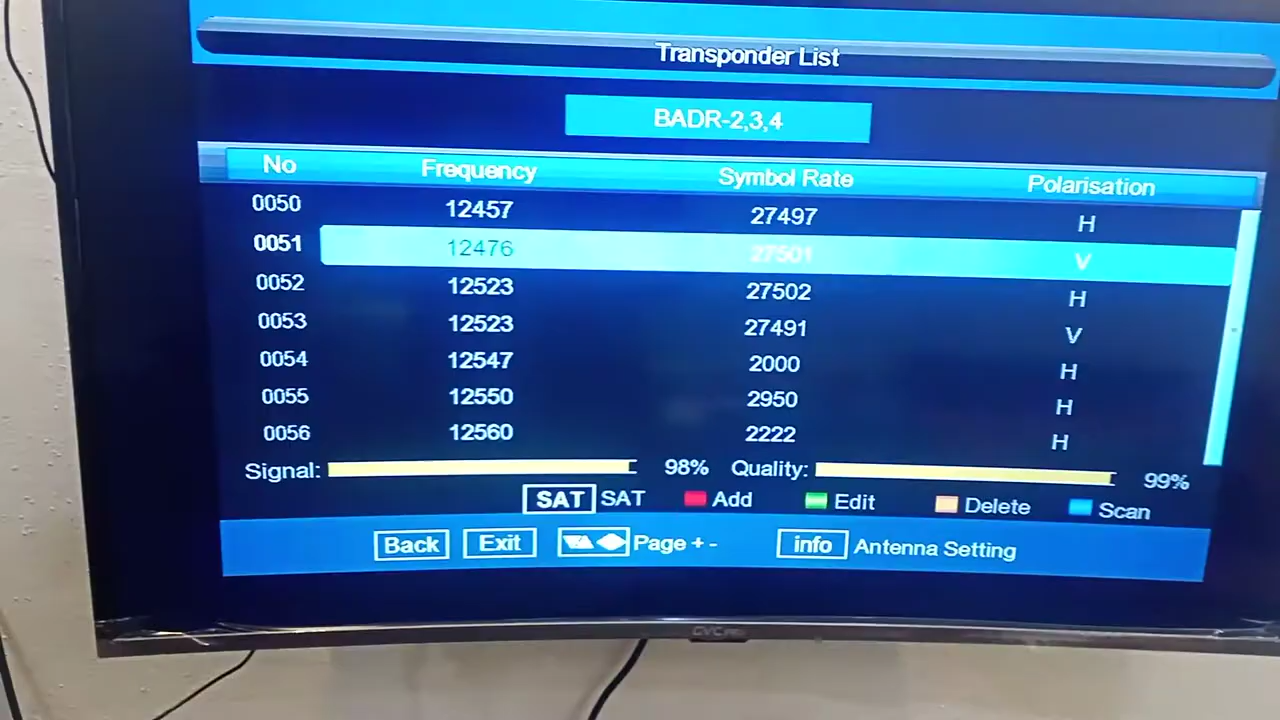 Transponder List
BADR-2,3,4
No Frequency Symbol Rate Polarisation
0050 12457 27497 H
0051 12476 27501 V
0052 12523 27502 H
0053 12523 27491 V
0054 12547 2000 H
0055 12550 2950 H
0056 12560 2222 H
Signal: 98% Quality: 99%
SAT SAT Add Edit Delete Scan
Back Exit Page + - info Antenna Setting